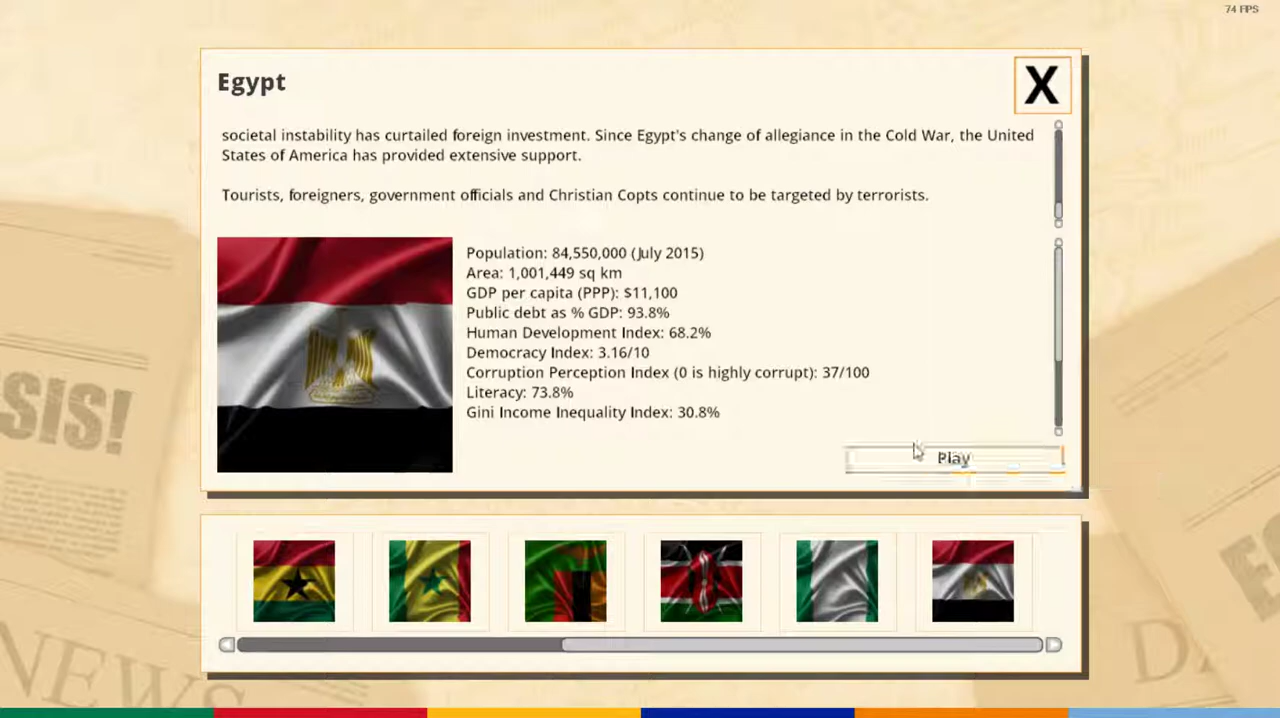 74 FPS
Egypt
X
societal instability has curtailed foreign investment. Since Egypt's change of allegiance in the Cold War, the United
States of America has provided extensive support.
Tourists, foreigners, government officials and Christian Copts continue to be targeted by terrorists.
Population: 84,550,000 (July 2015)
Area: 1,001,449 sq km
GDP per capita (PPP): $11,100
Public debt as % GDP: 93.8%
Human Development Index: 68.2%
Democracy Index: 3.16/10
Corruption Perception Index (0 is highly corrupt): 37/100
Literacy: 73.8%
Gini Income Inequality Index: 30.8%
Play
SIS!
NEWS